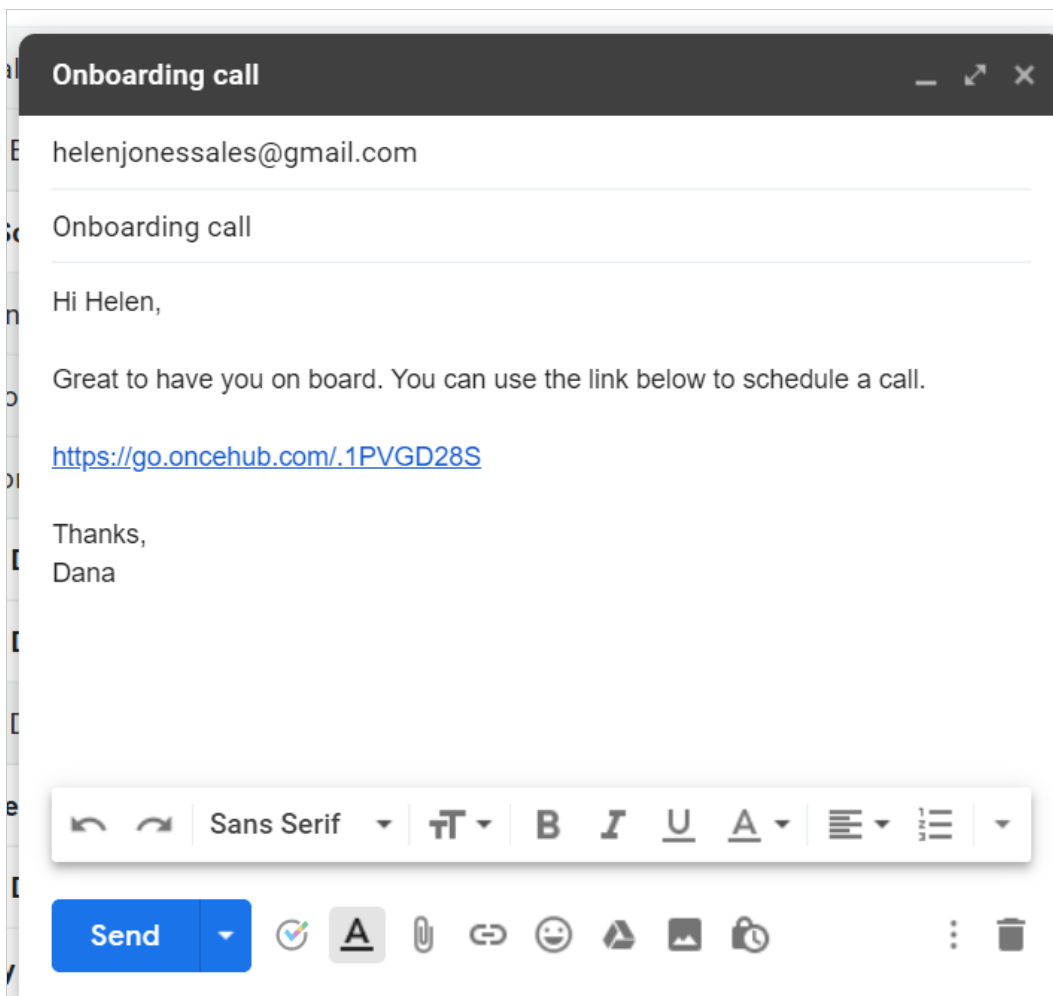 Onboarding call
helenjonessales@gmail.com
Onboarding call
Hi Helen,
Great to have you on board. You can use the link below to schedule a call.
https://go.oncehub.com/.1PVGD28S
Thanks,
Dana
Sans Serif
Send